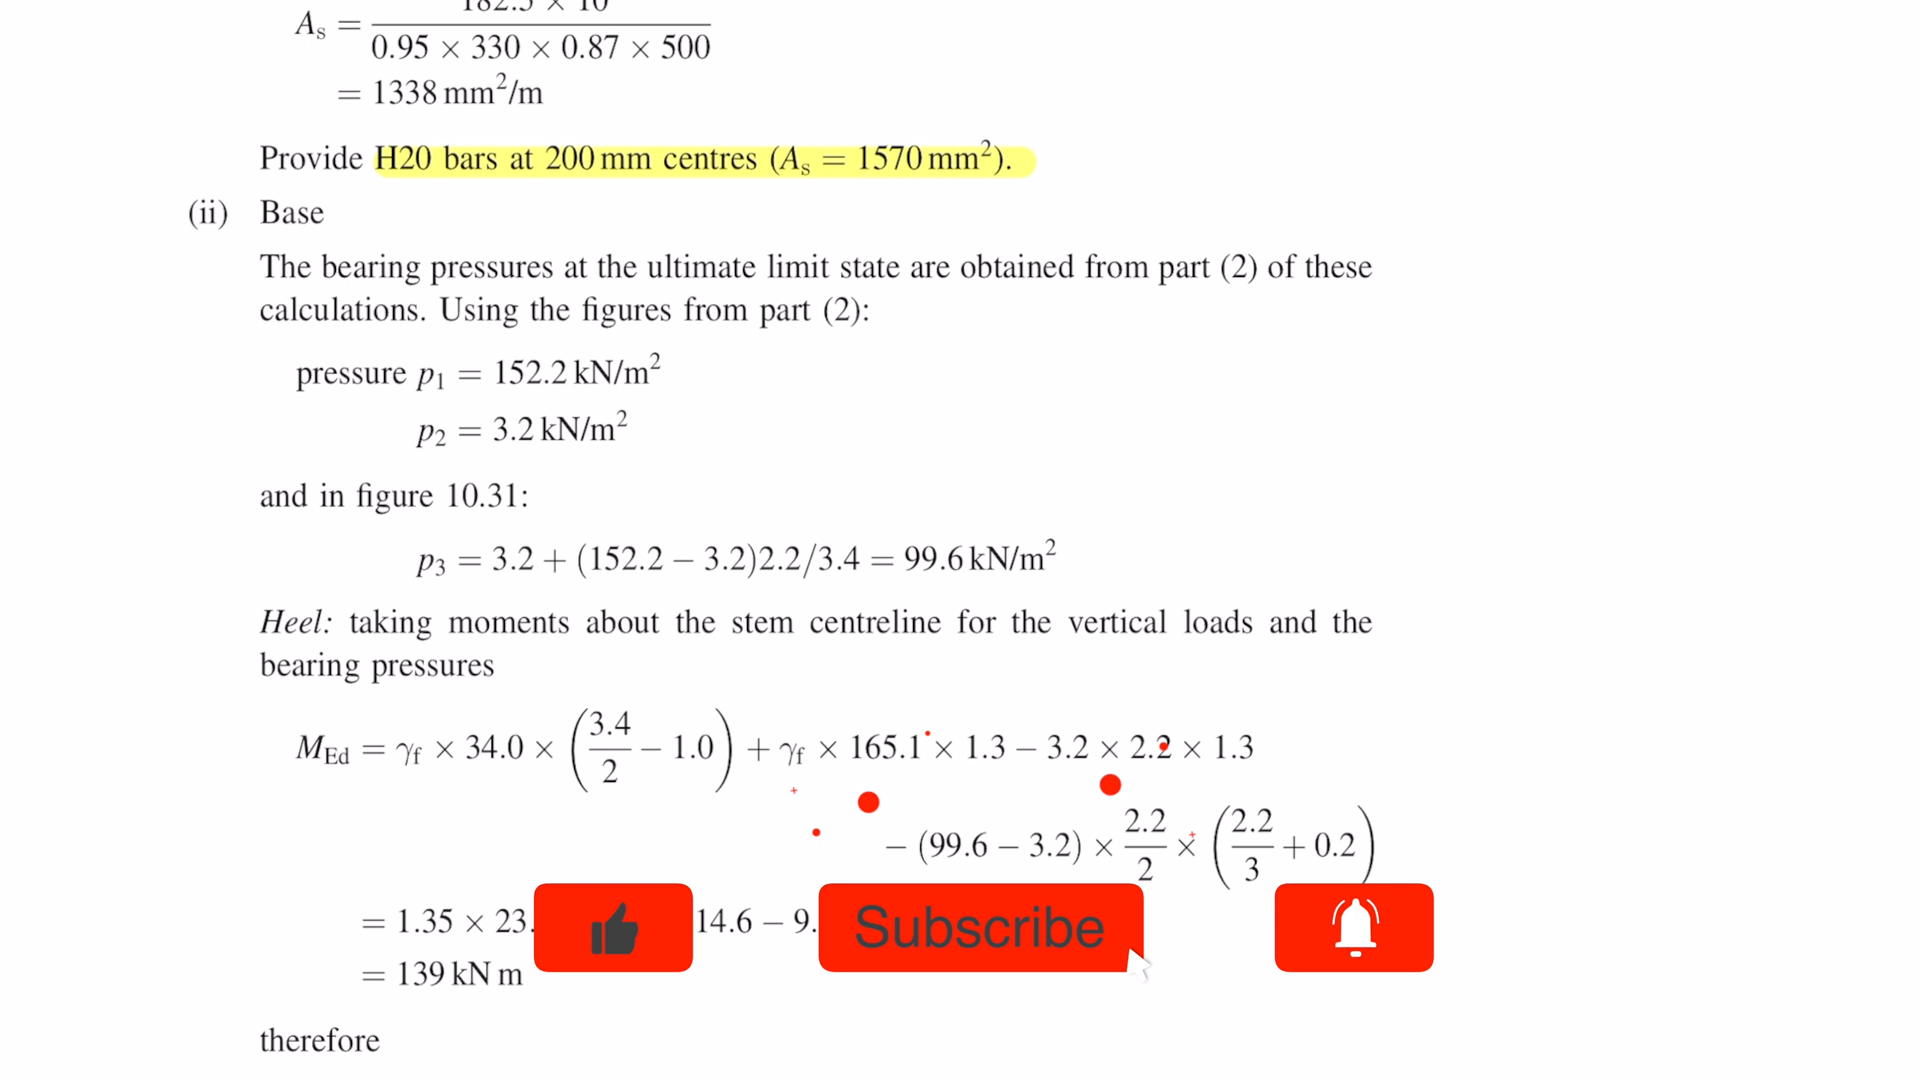 182.5 × 10
A_s = ―――
0.95 × 330 × 0.87 × 500
= 1338 mm²/m
Provide H20 bars at 200 mm centres (A_s = 1570 mm²).
(ii) Base
The bearing pressures at the ultimate limit state are obtained from part (2) of these
calculations. Using the figures from part (2):
pressure p₁ = 152.2 kN/m²
p₂ = 3.2 kN/m²
and in figure 10.31:
p₃ = 3.2 + (152.2 − 3.2)2.2/3.4 = 99.6 kN/m²
Heel: taking moments about the stem centreline for the vertical loads and the
bearing pressures
M_Ed = γ_f × 34.0 × (3.4/2 − 1.0) + γ_f × 165.1 × 1.3 − 3.2 × 2.2 × 1.3
− (99.6 − 3.2) × 2.2/2 × (2.2/3 + 0.2)
= 1.35 × 23. 14.6 − 9. Subscribe
= 139 kN m
therefore